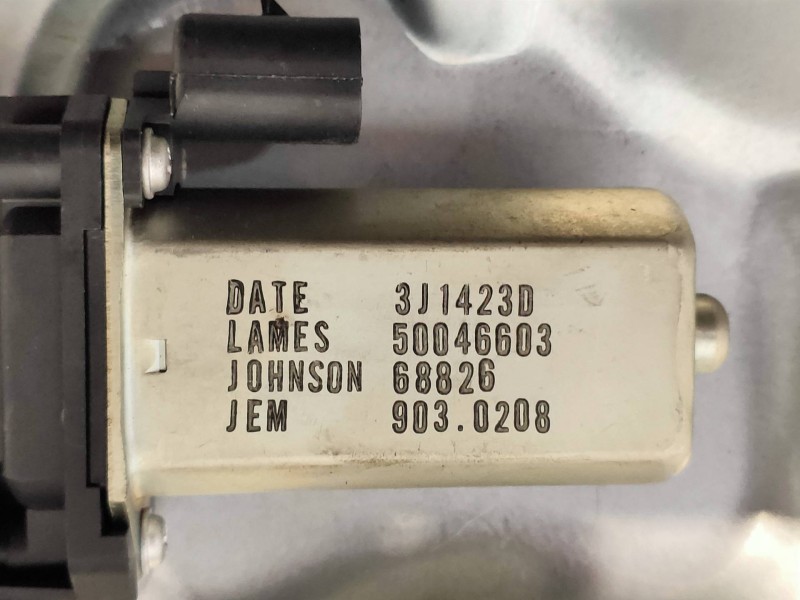 DATE 3J1423D
LAMES 50046603
JOHNSON 68826
JEM 903.0208